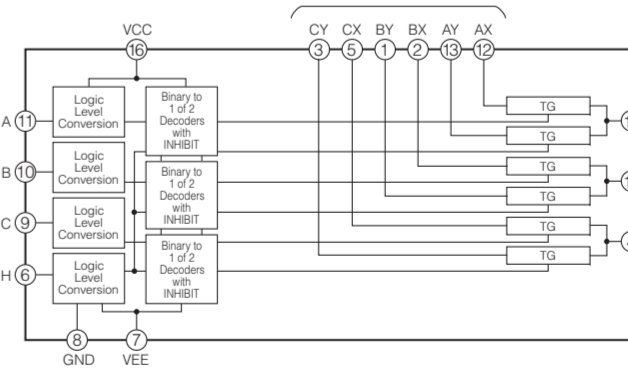 VCC
CY CX BY BX AY AX
16
3 5 1 2 13 12
Logic
Level
Conversion
Binary to
1 of 2
Decoders
with
INHIBIT
TG
A 11
TG
Logic
Level
Conversion
TG
B 10
Binary to
1 of 2
Decoders
with
INHIBIT
TG
Logic
Level
Conversion
C 9
TG
Binary to
1 of 2
Decoders
with
INHIBIT
TG
Logic
Level
Conversion
H 6
8
7
GND
VEE